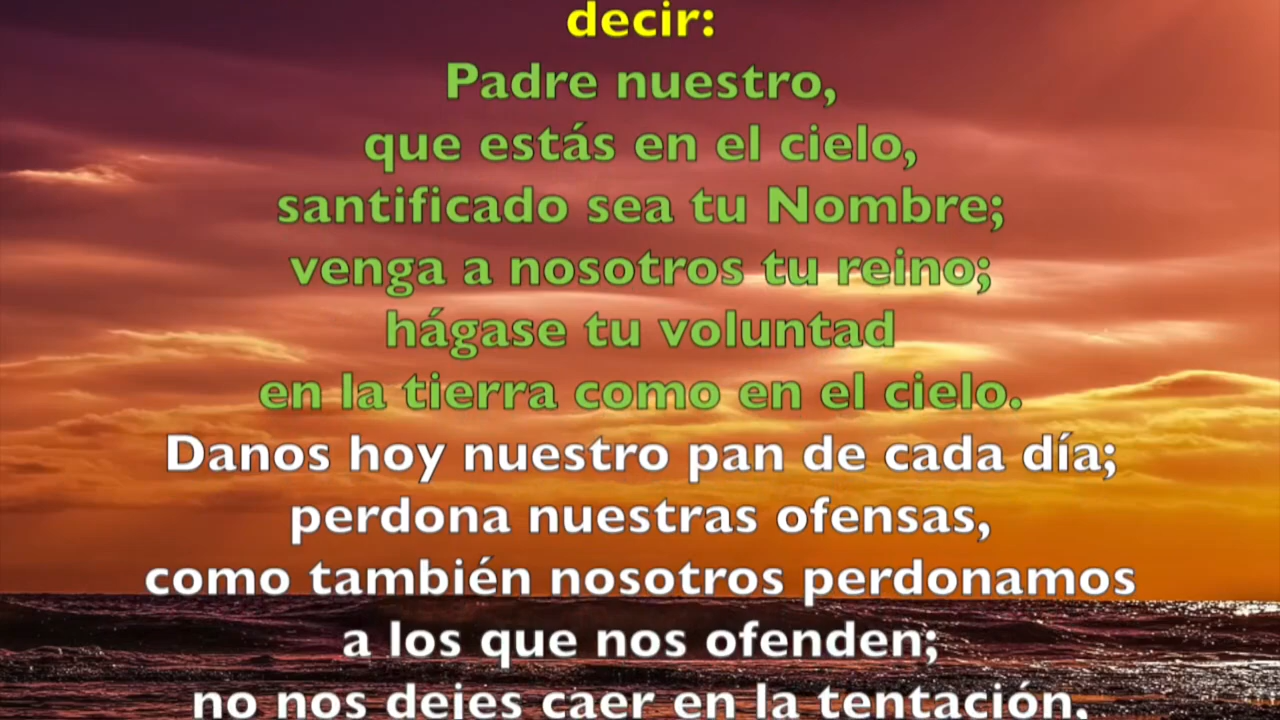 decir:
Padre nuestro,
que estás en el cielo,
santificado sea tu Nombre;
venga a nosotros tu reino;
hágase tu voluntad
en la tierra como en el cielo.
Danos hoy nuestro pan de cada día;
perdona nuestras ofensas,
como también nosotros perdonamos
a los que nos ofenden;
no nos dejes caer en la tentación,